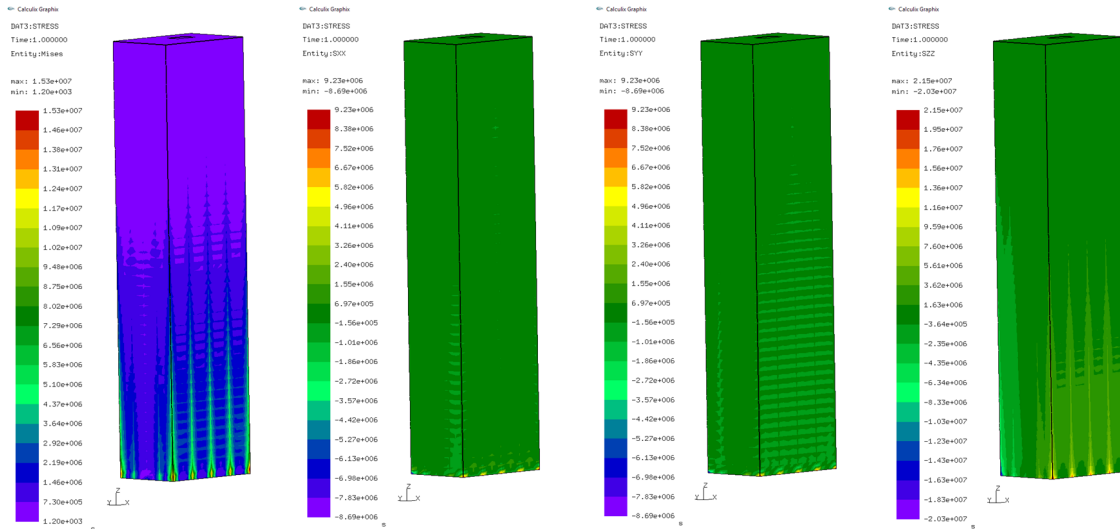 Calculix Graphix
DAT3:STRESS
Time:1.000000
Entity:Mises
max: 1.53e+007
min: 1.20e+003
1.53e+007
1.46e+007
1.38e+007
1.31e+007
1.24e+007
1.17e+007
1.09e+007
1.02e+007
9.48e+006
8.75e+006
8.02e+006
7.29e+006
6.56e+006
5.83e+006
5.10e+006
4.37e+006
3.64e+006
2.92e+006
2.19e+006
1.46e+006
7.30e+005
1.20e+003
Z
Y
X
Calculix Graphix
DAT3:STRESS
Time:1.000000
Entity:SXX
max: 9.23e+006
min: -8.69e+006
9.23e+006
8.38e+006
7.52e+006
6.67e+006
5.82e+006
4.96e+006
4.11e+006
3.26e+006
2.40e+006
1.55e+006
6.97e+005
-1.56e+005
-1.01e+006
-1.86e+006
-2.72e+006
-3.57e+006
-4.42e+006
-5.27e+006
-6.13e+006
-6.98e+006
-7.83e+006
-8.69e+006
Z
Y
X
Calculix Graphix
DAT3:STRESS
Time:1.000000
Entity:SYY
max: 9.23e+006
min: -8.69e+006
9.23e+006
8.38e+006
7.52e+006
6.67e+006
5.82e+006
4.96e+006
4.11e+006
3.26e+006
2.40e+006
1.55e+006
6.97e+005
-1.56e+005
-1.01e+006
-1.86e+006
-2.72e+006
-3.57e+006
-4.42e+006
-5.27e+006
-6.13e+006
-6.98e+006
-7.83e+006
-8.69e+006
Z
Y
X
Calculix Graphix
DAT3:STRESS
Time:1.000000
Entity:SZZ
max: 2.15e+007
min: -2.03e+007
2.15e+007
1.95e+007
1.76e+007
1.56e+007
1.36e+007
1.16e+007
9.59e+006
7.60e+006
5.61e+006
3.62e+006
1.63e+006
-3.64e+005
-2.35e+006
-4.35e+006
-6.34e+006
-8.33e+006
-1.03e+007
-1.23e+007
-1.43e+007
-1.63e+007
-1.83e+007
-2.03e+007
Z
Y
X